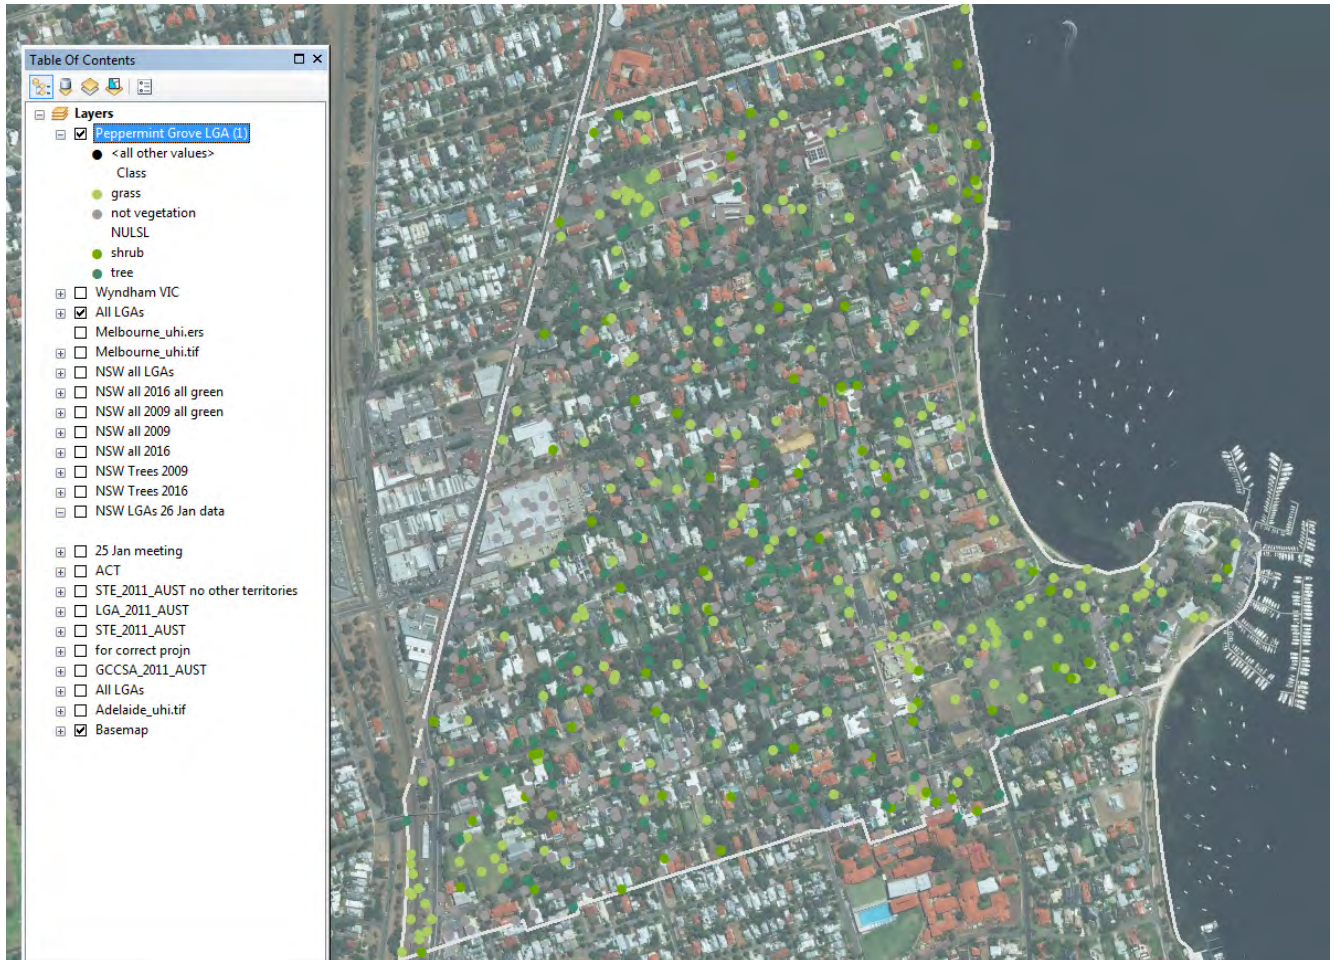 Table Of Contents
Layers
Peppermint Grove LGA (1)
<all other values>
Class
grass
not vegetation
NULSL
shrub
tree
Wyndham VIC
All LGAs
Melbourne_uhi.ers
Melbourne_uhi.tif
NSW all LGAs
NSW all 2016 all green
NSW all 2009 all green
NSW all 2009
NSW all 2016
NSW Trees 2009
NSW Trees 2016
NSW LGAs 26 Jan data
25 Jan meeting
ACT
STE_2011_AUST no other territories
LGA_2011_AUST
STE_2011_AUST
for correct projn
GCCSA_2011_AUST
All LGAs
Adelaide_uhi.tif
Basemap